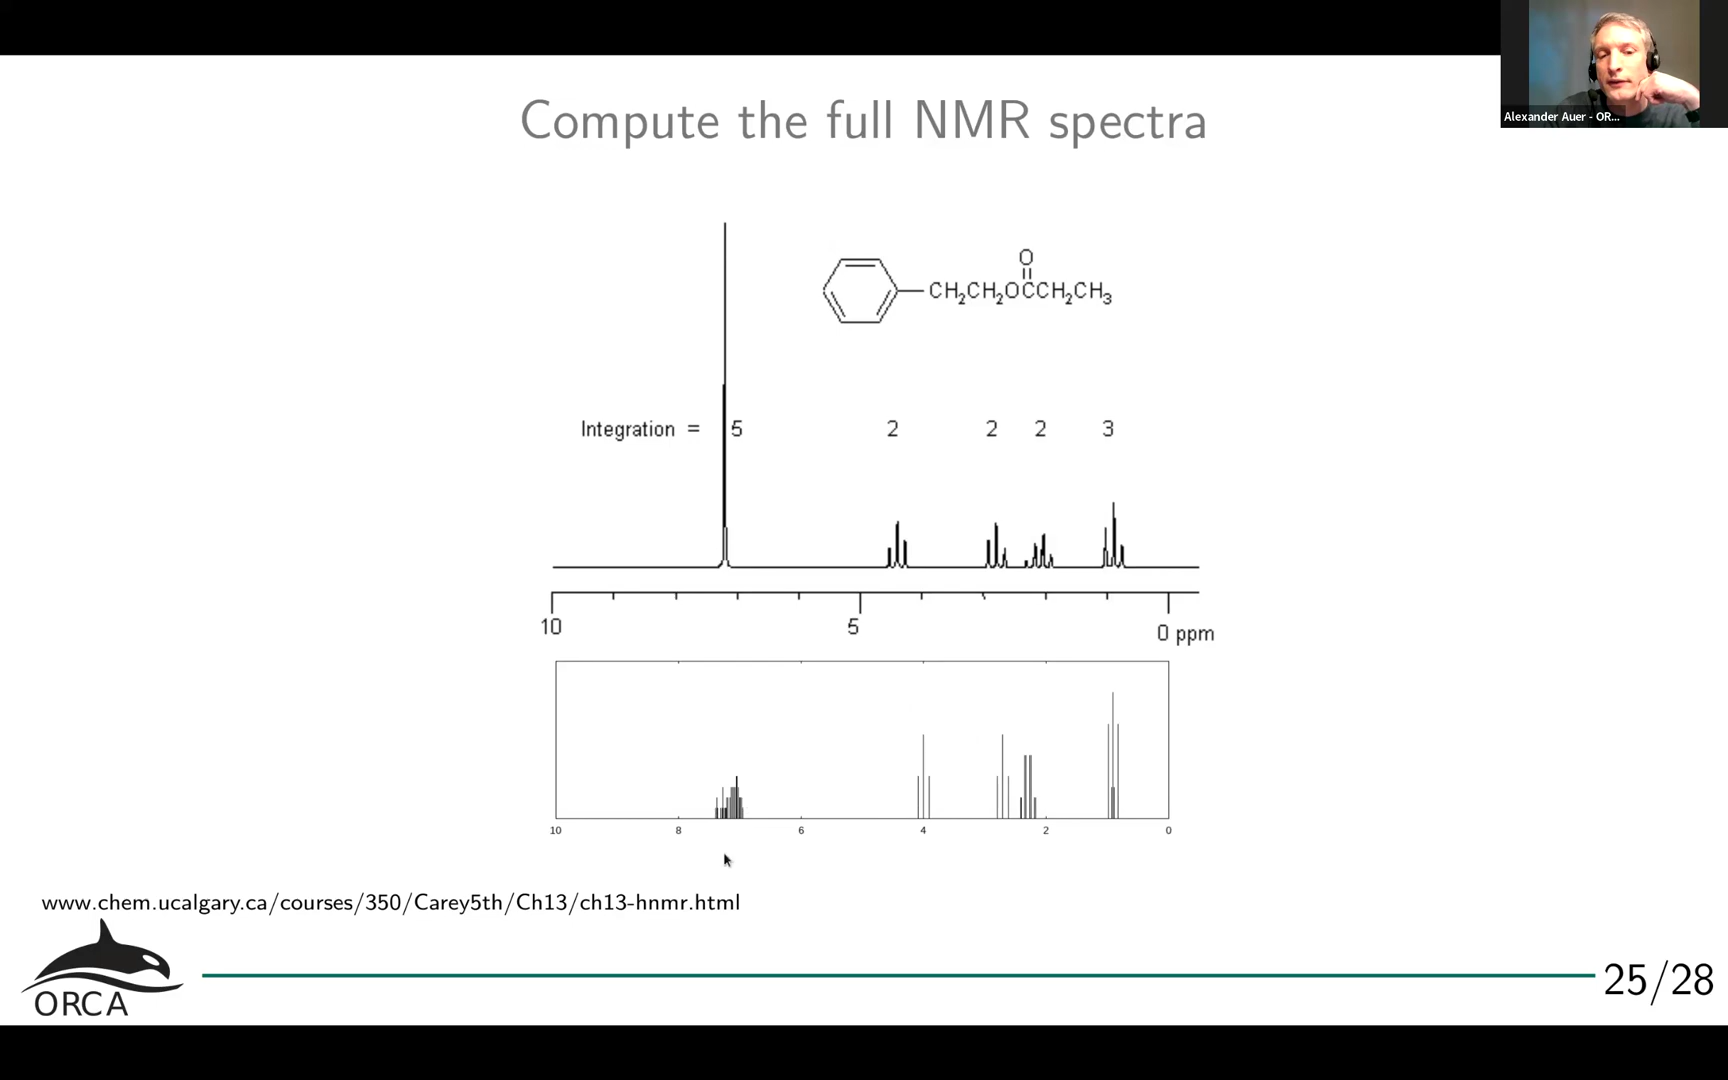 Alexander Auer - OR...
Compute the full NMR spectra
O
CH2CH2OCCH2CH3
Integration = 5 2 2 2 3
10 5 0 ppm
10 8 6 4 2 0
www.chem.ucalgary.ca/courses/350/Carey5th/Ch13/ch13-hnmr.html
ORCA
25/28